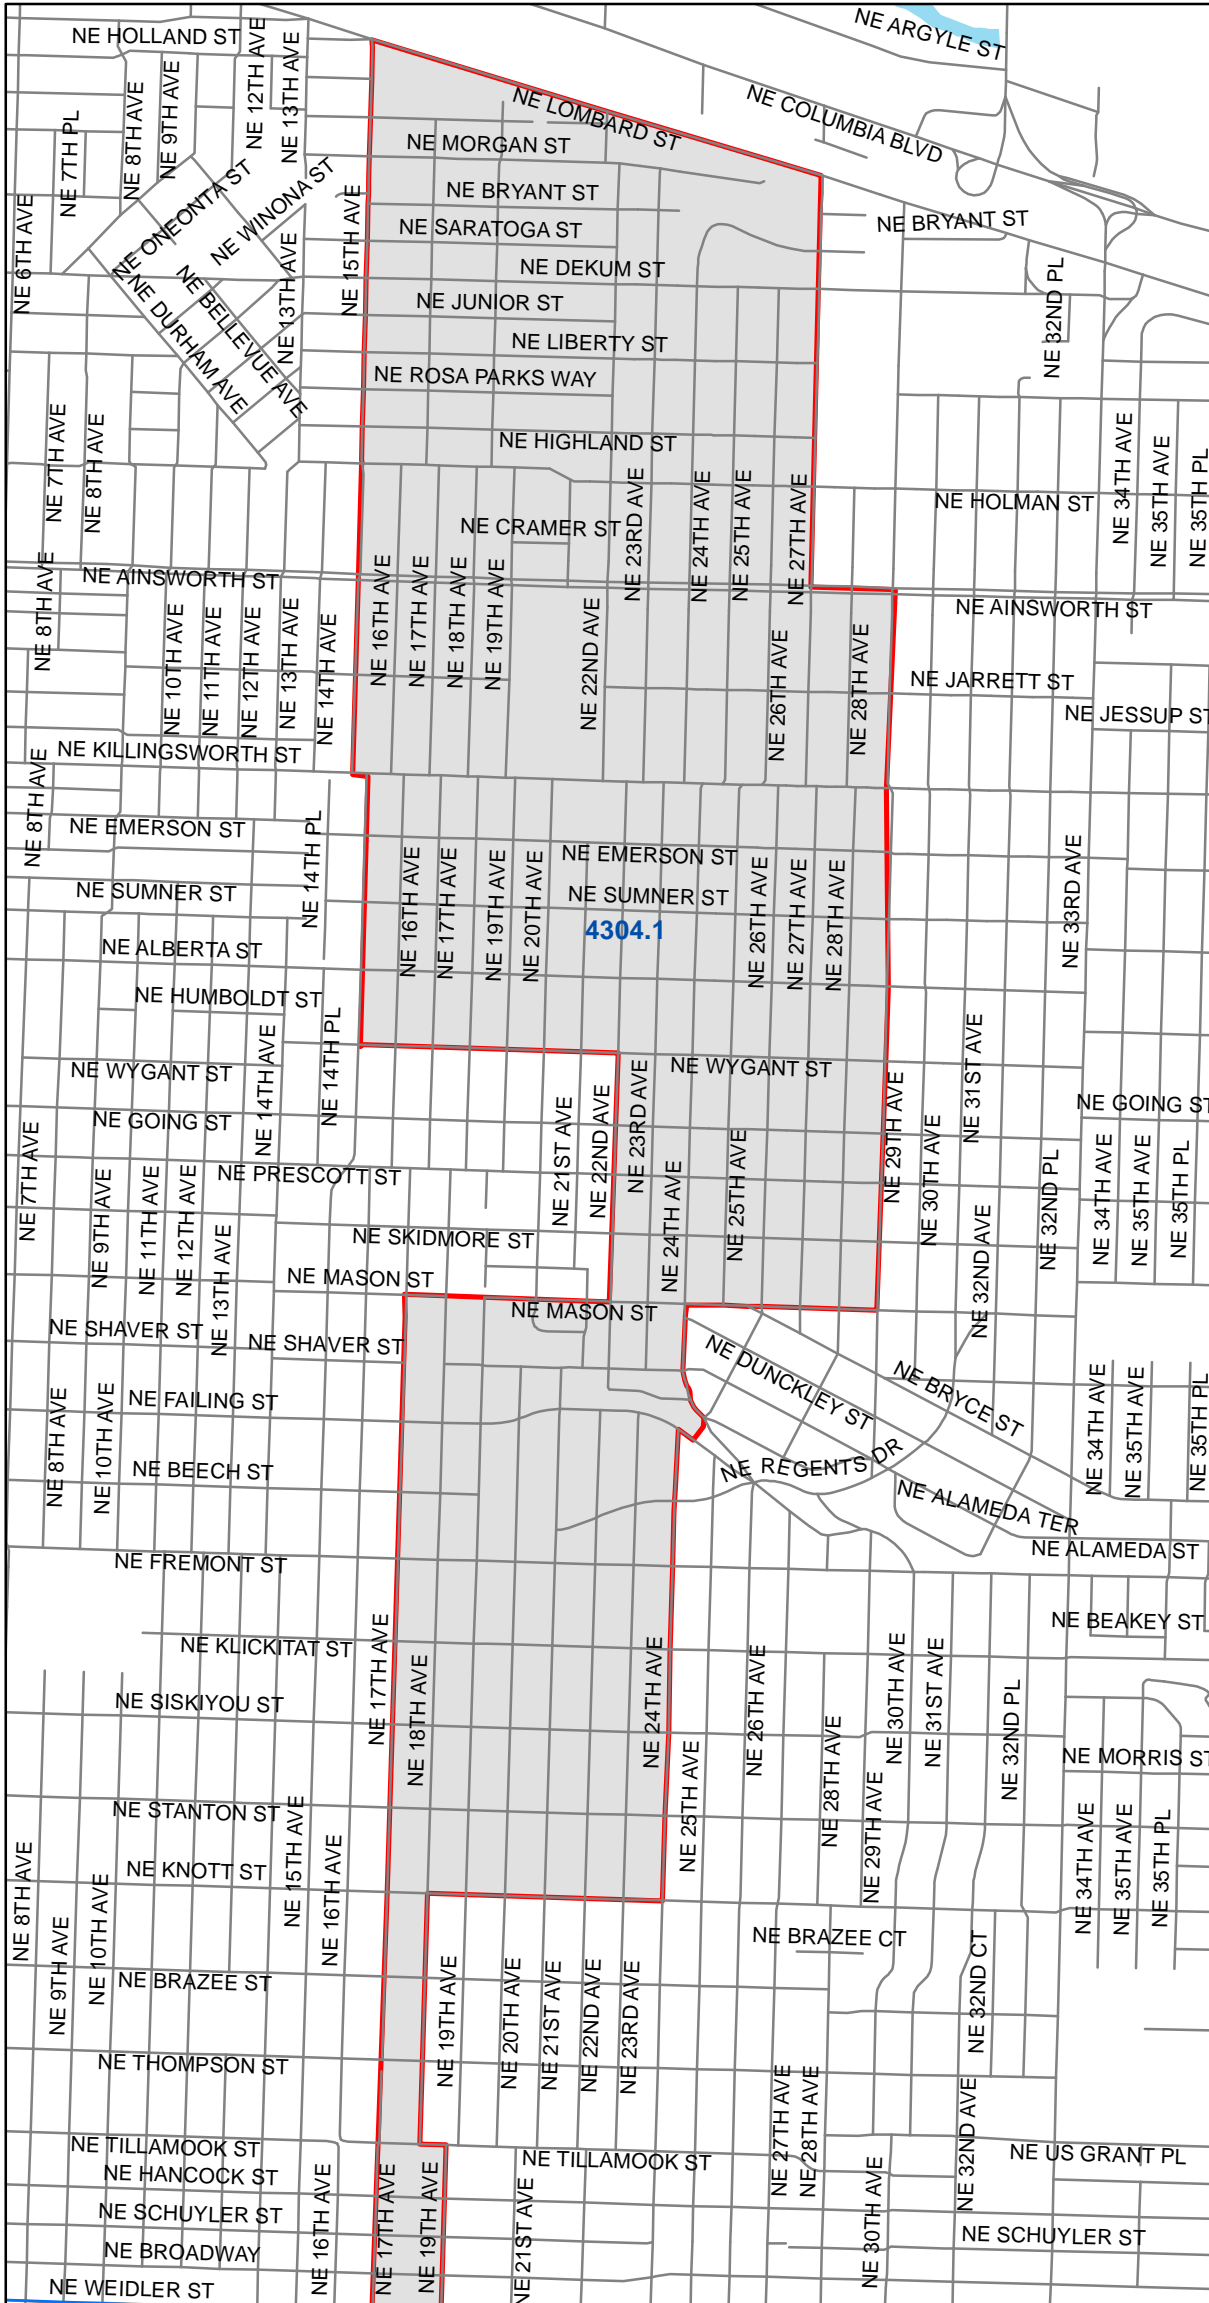 NE HOLLAND ST
NE 12TH AVE
NE 13TH AVE
NE ARGYLE ST
NE 8TH AVE
NE 9TH AVE
NE LOMBARD ST
NE COLUMBIA BLVD
NE 7TH PL
NE MORGAN ST
NE ONEONTA ST
NE WINONA ST
NE 15TH AVE
NE BRYANT ST
NE BRYANT ST
NE 6TH AVE
NE SARATOGA ST
NE 13TH AVE
NE DEKUM ST
NE BELLEVUE AVE
NE DURHAM AVE
NE JUNIOR ST
NE 32ND PL
NE LIBERTY ST
NE ROSA PARKS WAY
NE 7TH AVE
NE 8TH AVE
NE HIGHLAND ST
NE 34TH AVE
NE 35TH AVE
NE 35TH PL
NE HOLMAN ST
NE 23RD AVE
NE 24TH AVE
NE 25TH AVE
NE 27TH AVE
NE CRAMER ST
NE 8TH AVE
NE AINSWORTH ST
NE AINSWORTH ST
NE 16TH AVE
NE 17TH AVE
NE 18TH AVE
NE 19TH AVE
NE 10TH AVE
NE 11TH AVE
NE 12TH AVE
NE 13TH AVE
NE 14TH AVE
NE 22ND AVE
NE 26TH AVE
NE 28TH AVE
NE JARRETT ST
NE JESSUP ST
NE KILLINGSWORTH ST
NE 8TH AVE
NE EMERSON ST
NE 14TH PL
NE EMERSON ST
NE SUMNER ST
NE SUMNER ST
NE 16TH AVE
NE 17TH AVE
NE 19TH AVE
NE 20TH AVE
4304.1
NE 26TH AVE
NE 27TH AVE
NE 28TH AVE
NE 33RD AVE
NE ALBERTA ST
NE HUMBOLDT ST
NE 14TH AVE
NE 14TH PL
NE WYGANT ST
NE WYGANT ST
NE 31ST AVE
NE GOING ST
NE GOING ST
NE 7TH AVE
NE 21ST AVE
NE 22ND AVE
NE 23RD AVE
NE 24TH AVE
NE 25TH AVE
NE 29TH AVE
NE 30TH AVE
NE 32ND AVE
NE 32ND PL
NE 34TH AVE
NE 35TH AVE
NE 35TH PL
NE PRESCOTT ST
NE 9TH AVE
NE 11TH AVE
NE 12TH AVE
NE 13TH AVE
NE SKIDMORE ST
NE MASON ST
NE MASON ST
NE SHAVER ST
NE SHAVER ST
NE DUNCKLEY ST
NE BRYCE ST
NE FAILING ST
NE 8TH AVE
NE 10TH AVE
NE BEECH ST
NE REGENTS DR
NE 34TH AVE
NE 35TH AVE
NE 35TH PL
NE ALAMEDA TER
NE ALAMEDA ST
NE FREMONT ST
NE BEAKEY ST
NE KLICKITAT ST
NE 17TH AVE
NE 18TH AVE
NE 24TH AVE
NE 26TH AVE
NE 30TH AVE
NE 31ST AVE
NE 32ND PL
NE SISKIYOU ST
NE 25TH AVE
NE 28TH AVE
NE 29TH AVE
NE MORRIS ST
NE STANTON ST
NE 15TH AVE
NE 16TH AVE
NE 34TH AVE
NE 35TH AVE
NE 35TH PL
NE KNOTT ST
NE 8TH AVE
NE 9TH AVE
NE 10TH AVE
NE BRAZEE CT
NE BRAZEE ST
NE 19TH AVE
NE 20TH AVE
NE 21ST AVE
NE 22ND AVE
NE 23RD AVE
NE 32ND CT
NE THOMPSON ST
NE 27TH AVE
NE 28TH AVE
NE 32ND AVE
NE TILLAMOOK ST
NE TILLAMOOK ST
NE US GRANT PL
NE HANCOCK ST
NE 16TH AVE
NE 17TH AVE
NE 19TH AVE
NE 21ST AVE
NE 30TH AVE
NE SCHUYLER ST
NE SCHUYLER ST
NE BROADWAY
NE WEIDLER ST